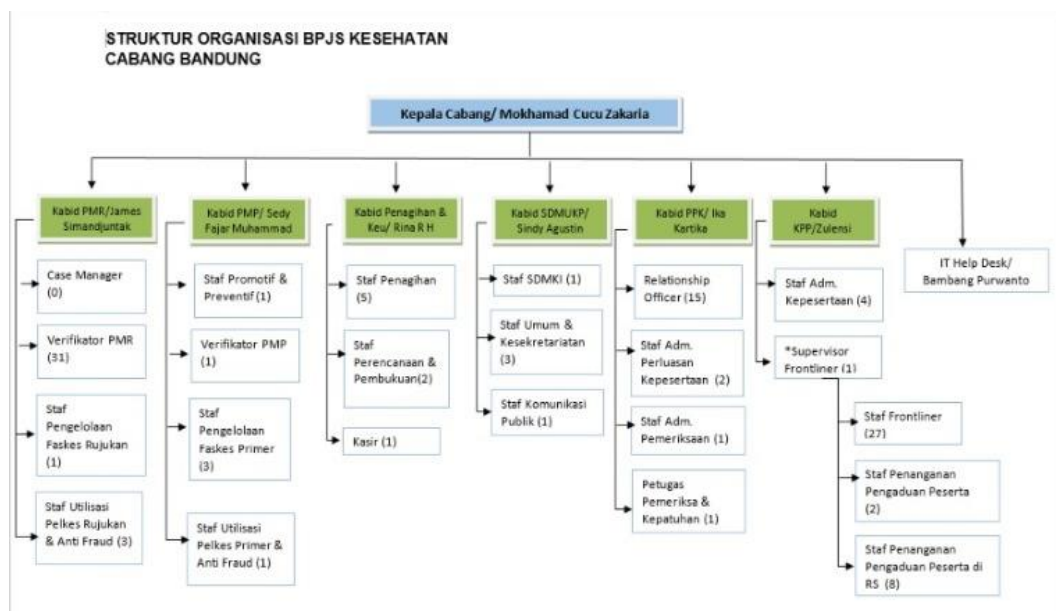 STRUKTUR ORGANISASI BPJS KESEHATAN
CABANG BANDUNG
Kepala Cabang/ Mokhamad Cucu Zakaria
Kabid PMR/James
Simandjuntak
Case Manager
(0)
Verifikator PMR
(31)
Staf
Pengelolaan
Faskes Rujukan
(1)
Staf Utilisasi
Pelkes Rujukan
& Anti Fraud (3)
Kabid PMP/ Sedy
Fajar Muhammad
Staf Promotif &
Preventif (1)
Verifikator PMP
(1)
Staf
Pengelolaan
Faskes Primer
(3)
Staf Utilisasi
Pelkes Primer &
Anti Fraud (1)
Kabid Penagihan &
Keu/ Rina R H
Staf Penagihan
(5)
Staf
Perencanaan &
Pembukuan(2)
Kasir (1)
Kabid SDMUKP/
Sindy Agustin
Staf SDMKI (1)
Staf Umum &
Kesekretariatan
(3)
Staf Komunikasi
Publik (1)
Kabid PPK/ Ika
Kartika
Relationship
Officer (15)
Staf Adm.
Perluasan
Kepesertaan (2)
Staf Adm.
Pemeriksaan (1)
Petugas
Pemeriksa &
Kepatuhan (1)
Kabid
KPP/Zulensi
Staf Adm.
Kepesertaan (4)
*Supervisor
Frontliner (1)
Staf Frontliner
(27)
Staf Penanganan
Pengaduan Peserta
(2)
Staf Penanganan
Pengaduan Peserta di
RS (8)
IT Help Desk/
Bambang Purwanto